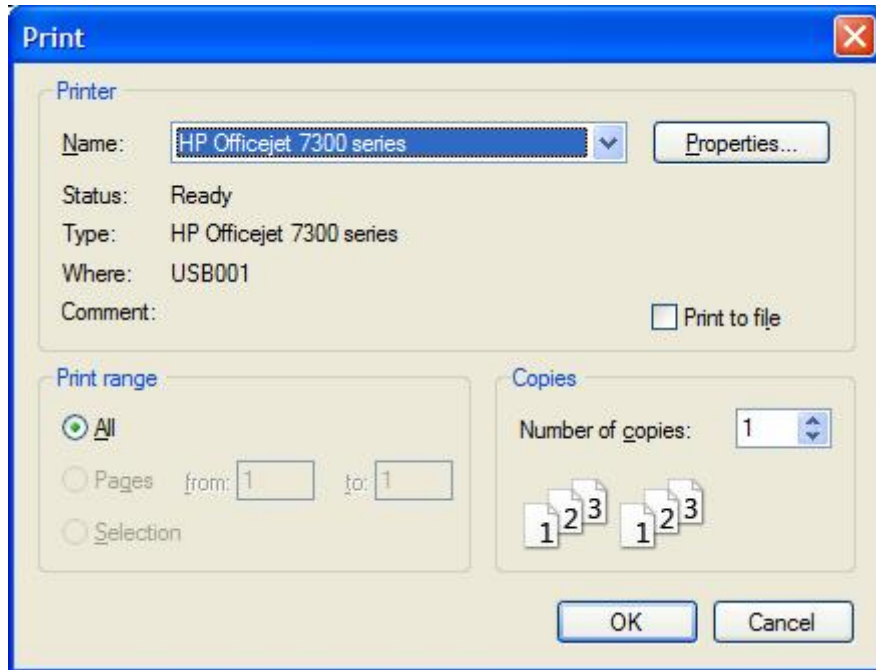 Print
Printer
Name: HP Officejet 7300 series Properties...
Status: Ready
Type: HP Officejet 7300 series
Where: USB001
Comment:
Print to file
Print range
All
Pages from: 1 to: 1
Selection
Copies
Number of copies: 1
1 2 3 1 2 3
OK Cancel